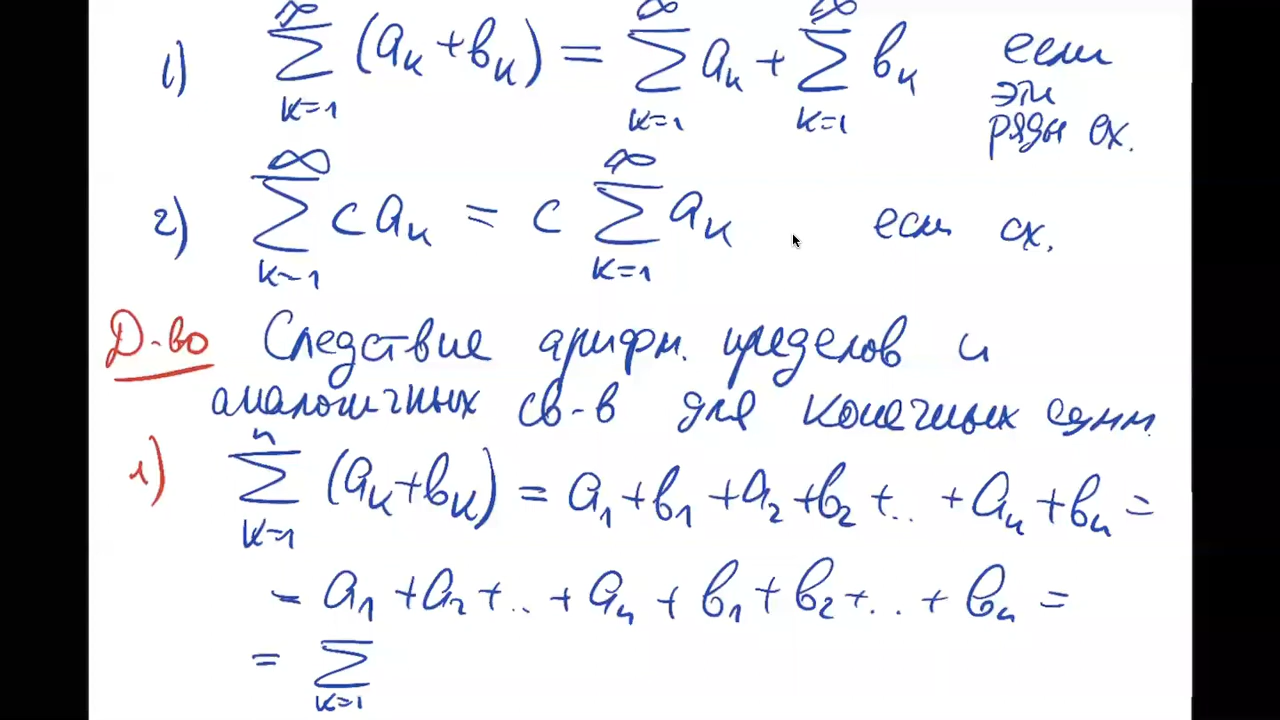 1) ∑_{k=1}^{∞} (a_k + b_k) = ∑_{k=1}^{∞} a_k + ∑_{k=1}^{∞} b_k если
эти
ряды сх.
2) ∑_{k=1}^{∞} c a_k = c ∑_{k=1}^{∞} a_k если сх.
Д-во Следствие арифм. пределов и
аналогичных св-в для конечных сумм.
1) ∑_{k=1}^{n} (a_k + b_k) = a_1 + b_1 + a_2 + b_2 + .. + a_n + b_n =
= a_1 + a_2 + .. + a_n + b_1 + b_2 + .. + b_n =
= ∑_{k=1}